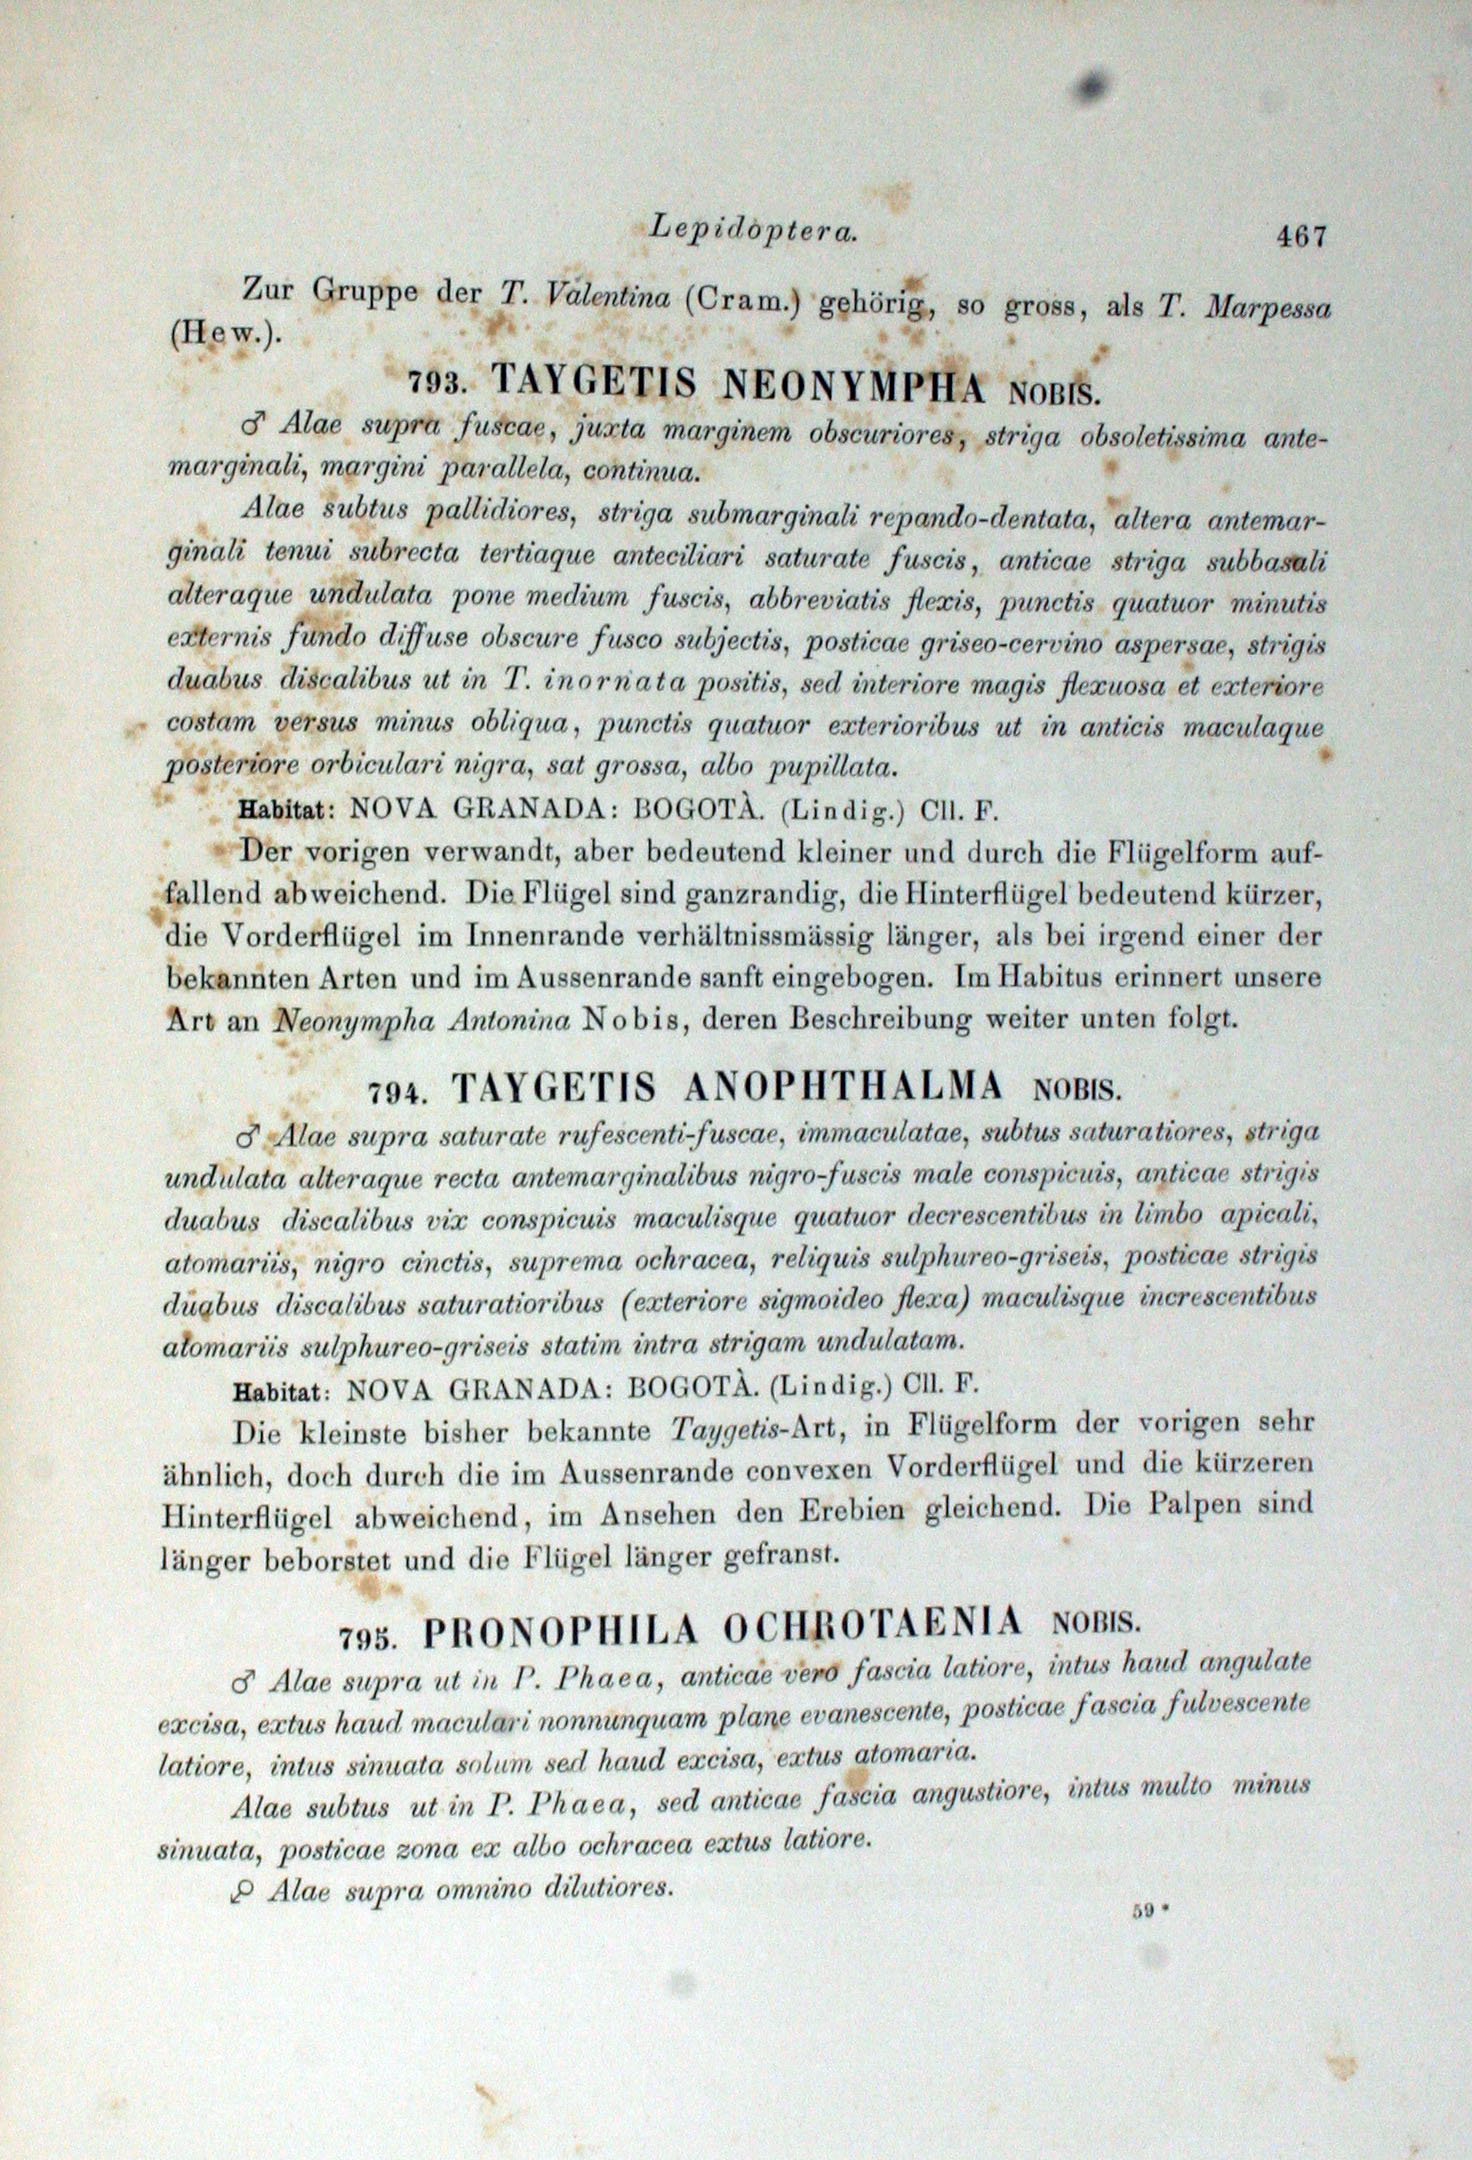 Lepidoptera. 467
Zur Gruppe der T. Valentina (Cram.) gehörig, so gross, als T. Marpessa
(Hew.).
793. TAYGETIS NEONYMPHA NOBIS.
♂ Alae supra fuscae, juxta marginem obscuriores, striga obsoletissima ante-
marginali, margini parallela, continua.
Alae subtus pallidiores, striga submarginali repando-dentata, altera antemar-
ginali tenui subrecta tertiaque anteciliari saturate fuscis, anticae striga subbasali
alteraque undulata pone medium fuscis, abbreviatis flexis, punctis quatuor minutis
externis fundo diffuse obscure fusco subjectis, posticae griseo-cervino aspersae, strigis
duabus discalibus ut in T. inornata positis, sed interiore magis flexuosa et exteriore
costam versus minus obliqua, punctis quatuor exterioribus ut in anticis maculaque
posteriore orbiculari nigra, sat grossa, albo pupillata.
Habitat: NOVA GRANADA: BOGOTÀ. (Lindig.) Cll. F.
Der vorigen verwandt, aber bedeutend kleiner und durch die Flügelform auf-
fallend abweichend. Die Flügel sind ganzrandig, die Hinterflügel bedeutend kürzer,
die Vorderflügel im Innenrande verhältnissmässig länger, als bei irgend einer der
bekannten Arten und im Aussenrande sanft eingebogen. Im Habitus erinnert unsere
Art an Neonympha Antonina Nobis, deren Beschreibung weiter unten folgt.
794. TAYGETIS ANOPHTHALMA NOBIS.
♂ Alae supra saturate rufescenti-fuscae, immaculatae, subtus saturatiores, striga
undulata alteraque recta antemarginalibus nigro-fuscis male conspicuis, anticae strigis
duabus discalibus vix conspicuis maculisque quatuor decrescentibus in limbo apicali,
atomariis, nigro cinctis, suprema ochracea, reliquis sulphureo-griseis, posticae strigis
duabus discalibus saturatioribus (exteriore sigmoideo flexa) maculisque increscentibus
atomariis sulphureo-griseis statim intra strigam undulatam.
Habitat: NOVA GRANADA: BOGOTÀ. (Lindig.) Cll. F.
Die kleinste bisher bekannte Taygetis-Art, in Flügelform der vorigen sehr
ähnlich, doch durch die im Aussenrande convexen Vorderflügel und die kürzeren
Hinterflügel abweichend, im Ansehen den Erebien gleichend. Die Palpen sind
länger beborstet und die Flügel länger gefranst.
795. PRONOPHILA OCHROTAENIA NOBIS.
♂ Alae supra ut in P. Phaea, anticae vero fascia latiore, intus haud angulate
excisa, extus haud maculari nonnunquam plane evanescente, posticae fascia fulvescente
latiore, intus sinuata solum sed haud excisa, extus atomaria.
Alae subtus ut in P. Phaea, sed anticae fascia angustiore, intus multo minus
sinuata, posticae zona ex albo ochracea extus latiore.
♀ Alae supra omnino dilutiores.
59*